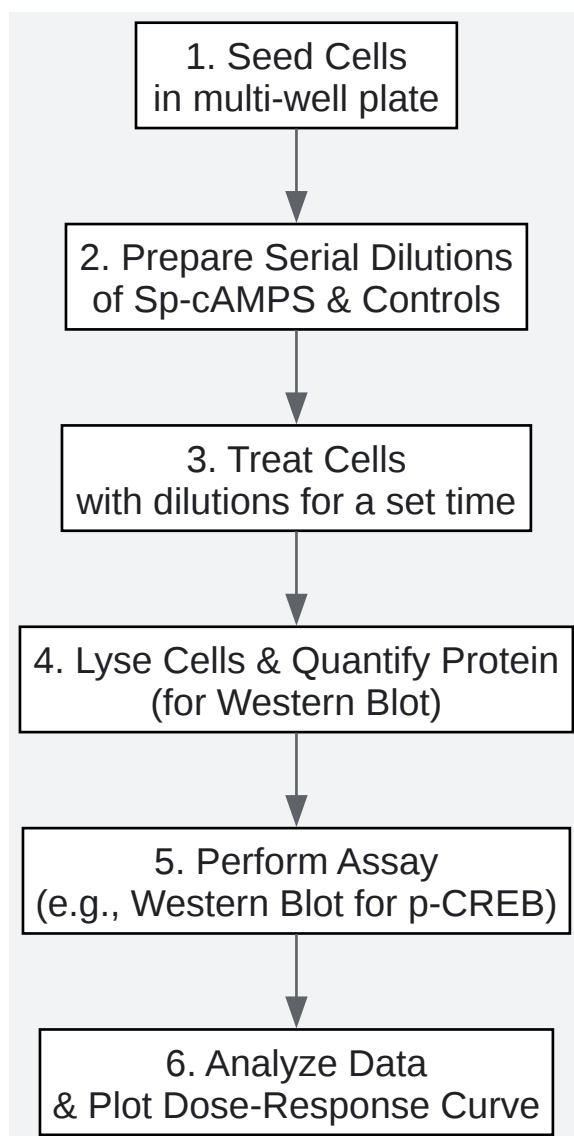 1. Seed Cells
in multi-well plate
2. Prepare Serial Dilutions
of Sp-cAMPS & Controls
3. Treat Cells
with dilutions for a set time
4. Lyse Cells & Quantify Protein
(for Western Blot)
5. Perform Assay
(e.g., Western Blot for p-CREB)
6. Analyze Data
& Plot Dose-Response Curve